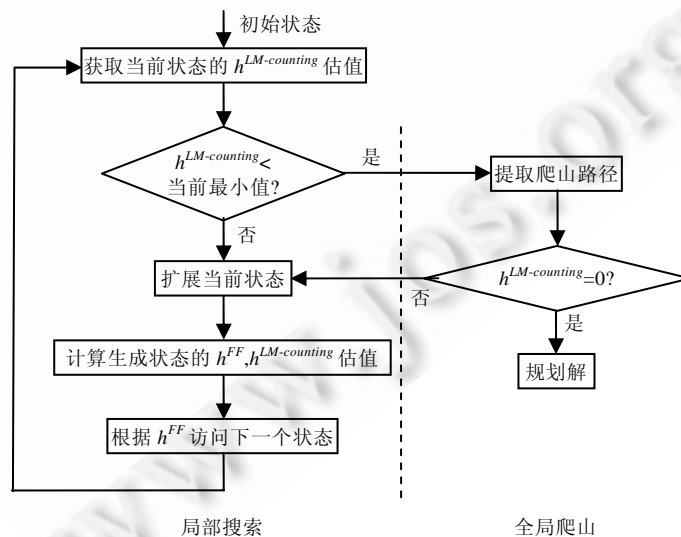 初始状态
获取当前状态的 h^LM-counting 估值
h^LM-counting<
当前最小值?
是
提取爬山路径
否
扩展当前状态
h^LM-counting=0?
否
是
计算生成状态的 h^FF,h^LM-counting 估值
规划解
根据 h^FF 访问下一个状态
局部搜索
全局爬山
www.jos.org